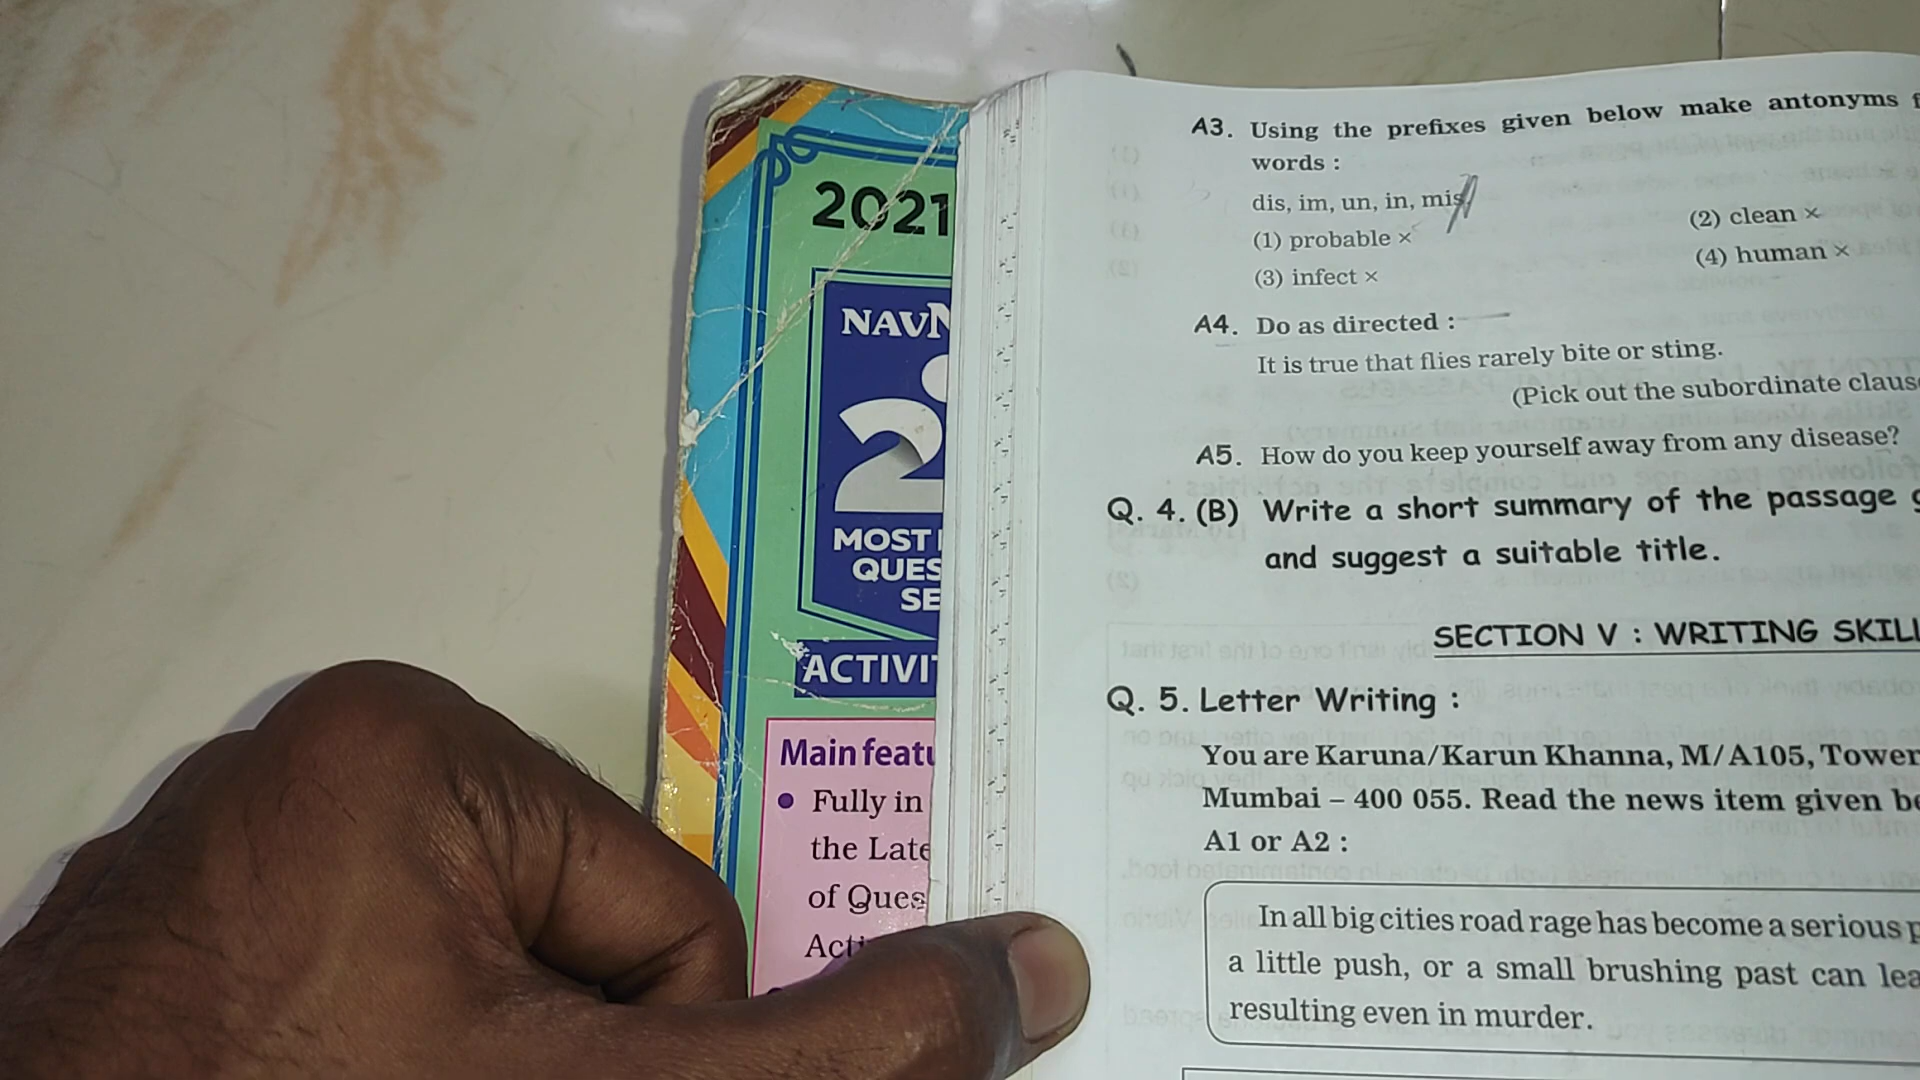 2021
NAVN
2
MOST
QUES
SE
ACTIVI
Main featu
• Fully in
the Late
of Ques
Acti
A3. Using the prefixes given below make antonyms f
words :
dis, im, un, in, mis
(1) probable × (2) clean ×
(3) infect × (4) human ×
A4. Do as directed :
It is true that flies rarely bite or sting.
(Pick out the subordinate claus
A5. How do you keep yourself away from any disease?
Q. 4. (B) Write a short summary of the passage g
and suggest a suitable title.
SECTION V : WRITING SKILL
Q. 5. Letter Writing :
You are Karuna/Karun Khanna, M/A105, Tower
Mumbai – 400 055. Read the news item given be
A1 or A2 :
In all big cities road rage has become a serious p
a little push, or a small brushing past can lea
resulting even in murder.